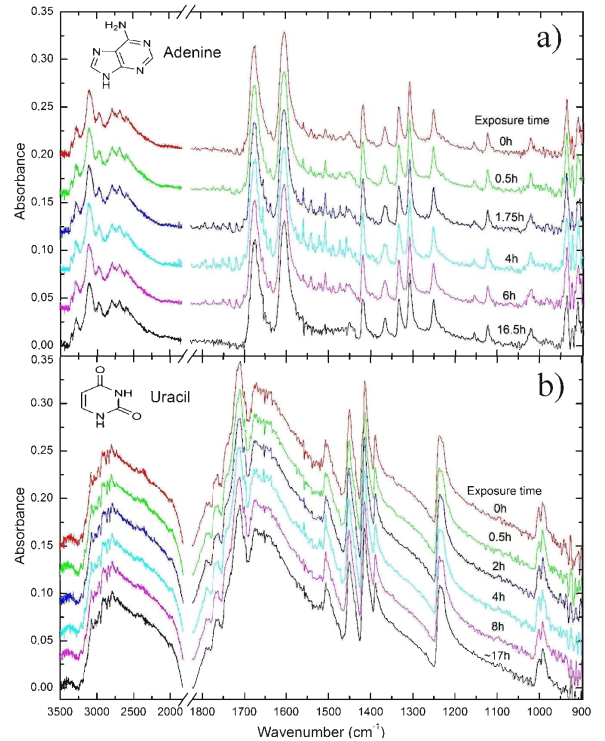 a)
NH₂
N
N
N
N
H
Adenine
Exposure time
0h
0.5h
1.75h
4h
6h
16.5h
Absorbance
0.35
0.30
0.25
0.20
0.15
0.10
0.05
0.00
b)
O
NH
N
H
O
Uracil
Exposure time
0h
0.5h
2h
4h
8h
~17h
Absorbance
0.35
0.30
0.25
0.20
0.15
0.10
0.05
0.00
3500 3000 2500 2000 1800 1700 1600 1500 1400 1300 1200 1100 1000 900
Wavenumber (cm⁻¹)